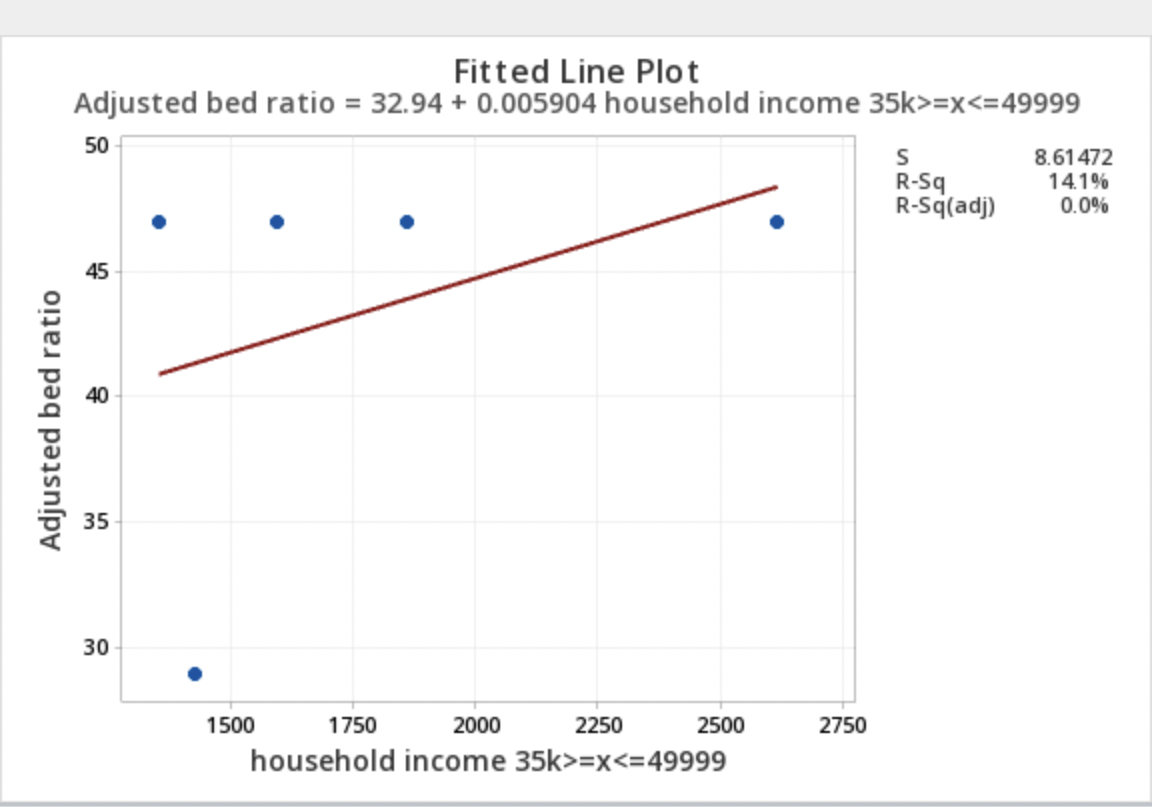 Fitted Line Plot
Adjusted bed ratio = 32.94 + 0.005904 household income 35k>=x<=49999
S 8.61472
R-Sq 14.1%
R-Sq(adj) 0.0%
50
45
40
35
30
Adjusted bed ratio
1500 1750 2000 2250 2500 2750
household income 35k>=x<=49999